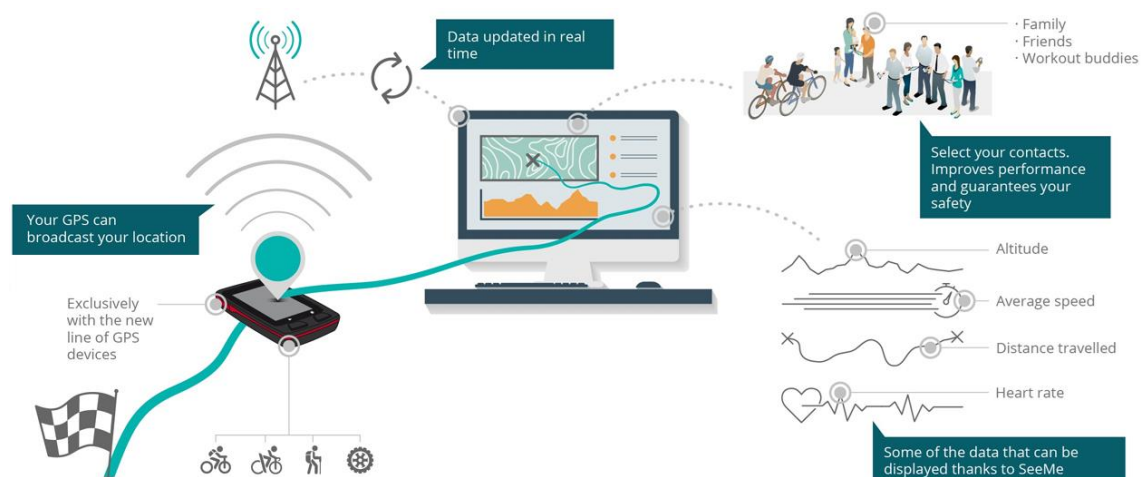 Data updated in real
time
· Family
· Friends
· Workout buddies
Select your contacts.
Improves performance
and guarantees your
safety
Your GPS can
broadcast your location
Exclusively
with the new
line of GPS
devices
Altitude
Average speed
Distance travelled
Heart rate
Some of the data that can be
displayed thanks to SeeMe